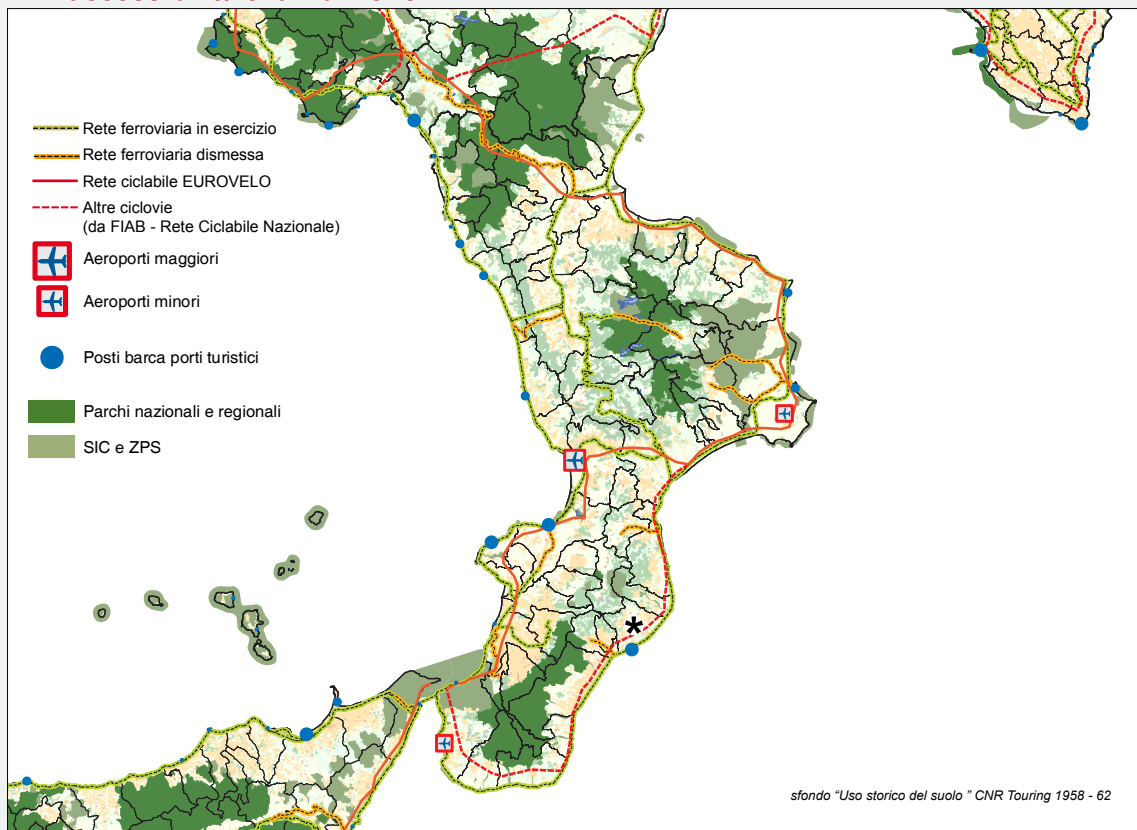 Rete ferroviaria in esercizio
Rete ferroviaria dismessa
Rete ciclabile EUROVELO
Altre ciclovie
(da FIAB - Rete Ciclabile Nazionale)
Aeroporti maggiori
Aeroporti minori
Posti barca porti turistici
Parchi nazionali e regionali
SIC e ZPS
*
sfondo “Uso storico del suolo ” CNR Touring 1958 - 62